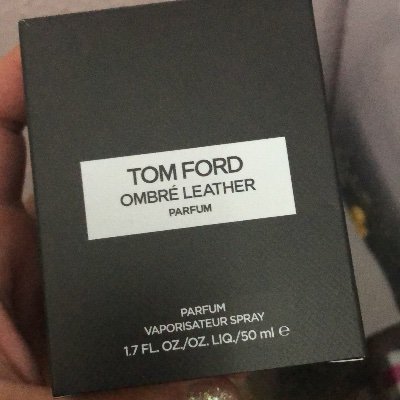 TOM FORD
OMBRÉ LEATHER
PARFUM
PARFUM
VAPORISATEUR SPRAY
1.7 FL. OZ./OZ. LIQ./50 ml ℮